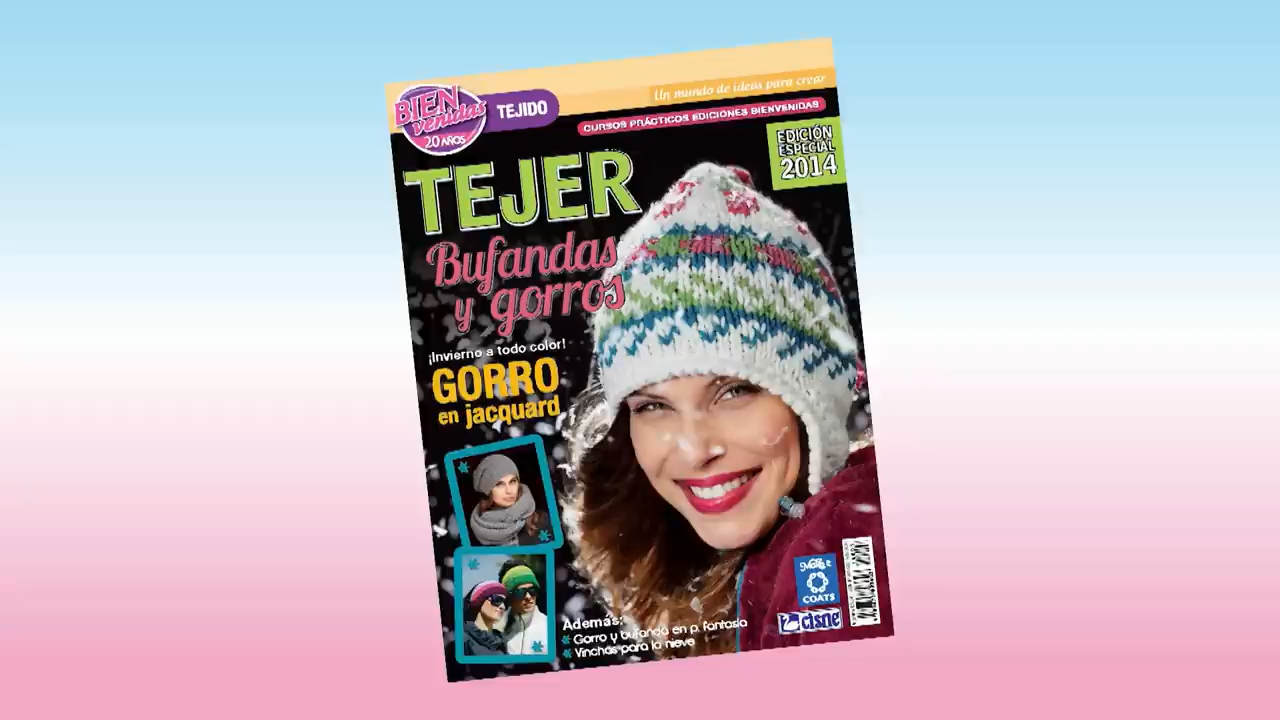 Un mundo de ideas para crear
BIEN
venidas
20 AÑOS
TEJIDO
CURSOS PRÁCTICOS EDICIONES BIENVENIDAS
EDICIÓN
ESPECIAL
2014
TEJER
Bufandas
y gorros
¡Invierno a todo color!
GORRO
en jacquard
Además:
Gorro y bufanda en p. fantasía
Vinchas para la nieve
Make it
COATS
cisne